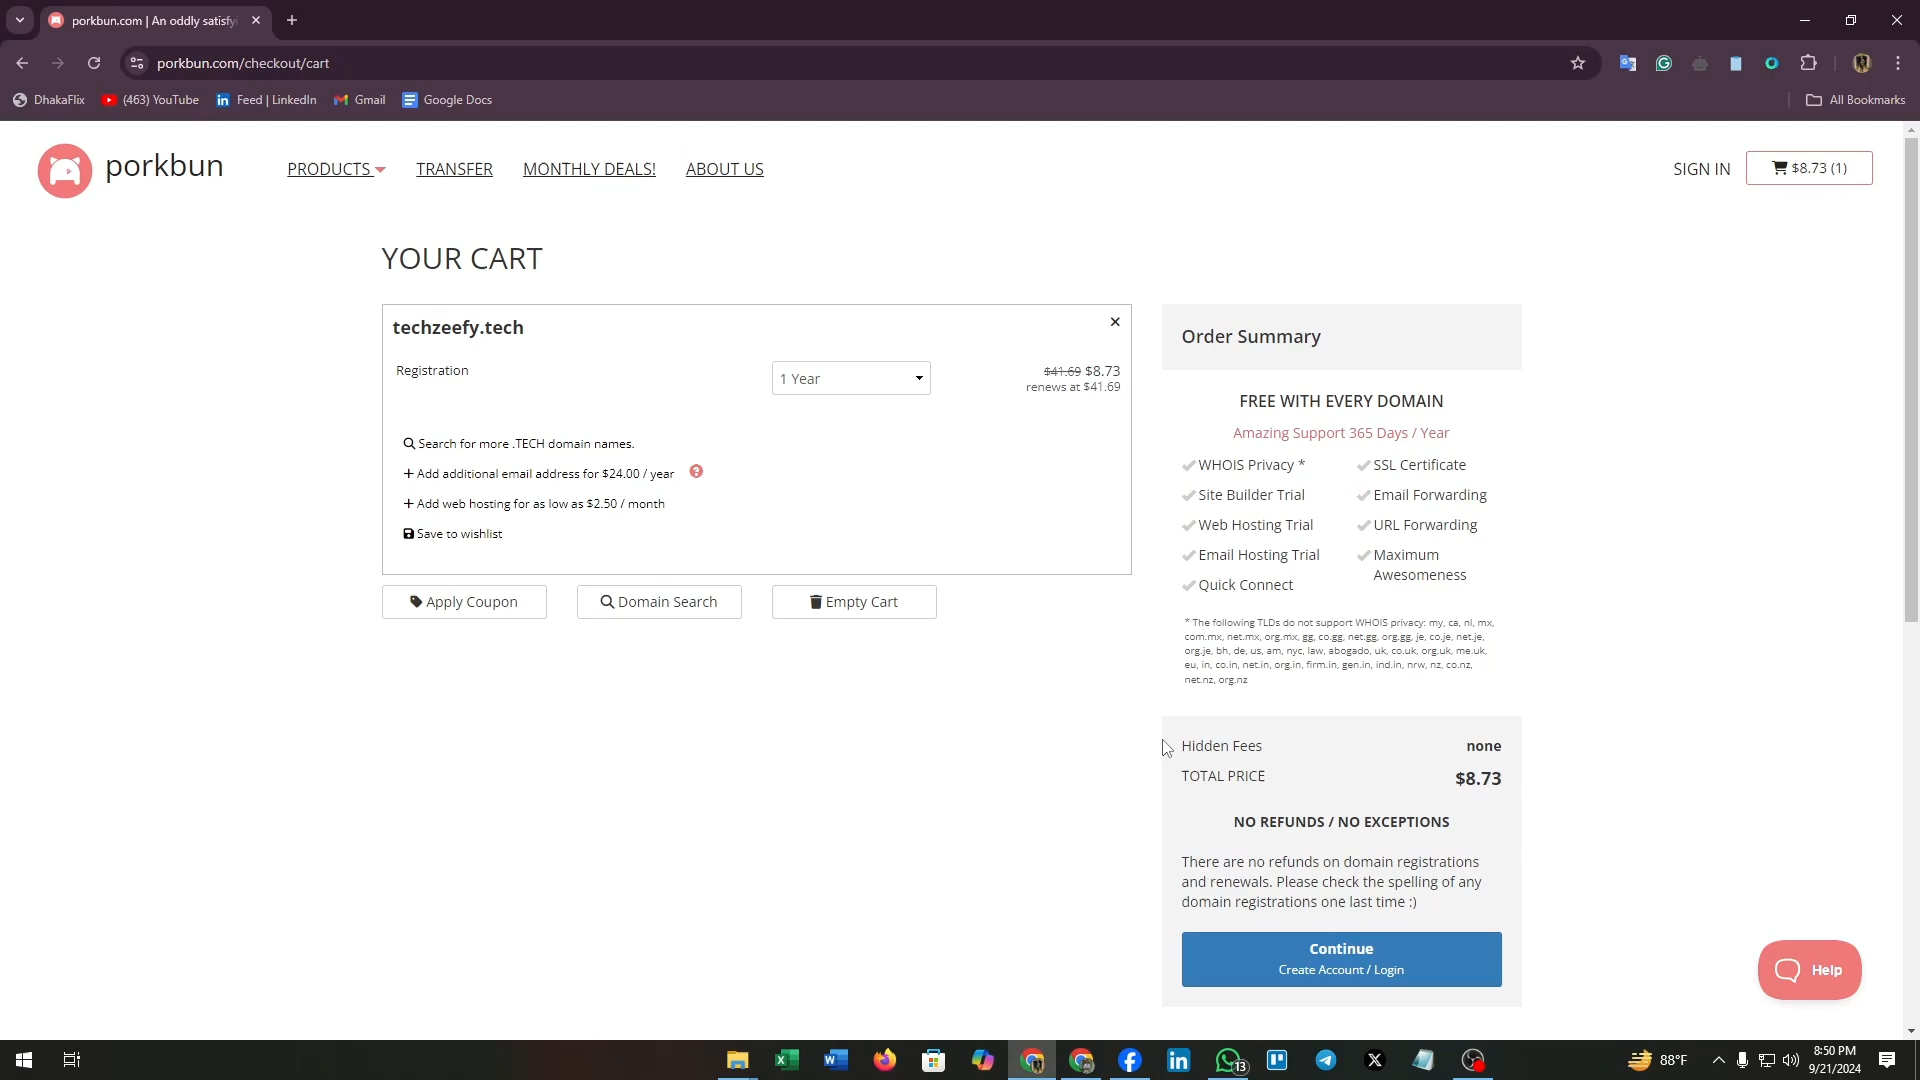 porkbun.com | An oddly satisfyi
porkbun.com/checkout/cart
DhakaFlix
(463) YouTube
Feed | LinkedIn
Gmail
Google Docs
All Bookmarks
porkbun
PRODUCTS
TRANSFER
MONTHLY DEALS!
ABOUT US
SIGN IN
$8.73 (1)
YOUR CART
techzeefy.tech
Registration
1 Year
$41.69 $8.73
renews at $41.69
Search for more .TECH domain names.
+ Add additional email address for $24.00 / year
?
+ Add web hosting for as low as $2.50 / month
Save to wishlist
Apply Coupon
Domain Search
Empty Cart
Order Summary
FREE WITH EVERY DOMAIN
Amazing Support 365 Days / Year
WHOIS Privacy *
SSL Certificate
Site Builder Trial
Email Forwarding
Web Hosting Trial
URL Forwarding
Email Hosting Trial
Maximum
Awesomeness
Quick Connect
* The following TLDs do not support WHOIS privacy: my, ca, nl, mx,
com.mx, net.mx, org.mx, gg, co.gg, net.gg, org.gg, je, co.je, net.je,
org.je, bh, de, us, am, nyc, law, abogado, uk, co.uk, org.uk, me.uk,
eu, in, co.in, net.in, org.in, firm.in, gen.in, ind.in, nrw, nz, co.nz,
net.nz, org.nz
Hidden Fees
none
TOTAL PRICE
$8.73
NO REFUNDS / NO EXCEPTIONS
There are no refunds on domain registrations
and renewals. Please check the spelling of any
domain registrations one last time :)
Continue
Create Account / Login
Help
13
88°F
8:50 PM
9/21/2024